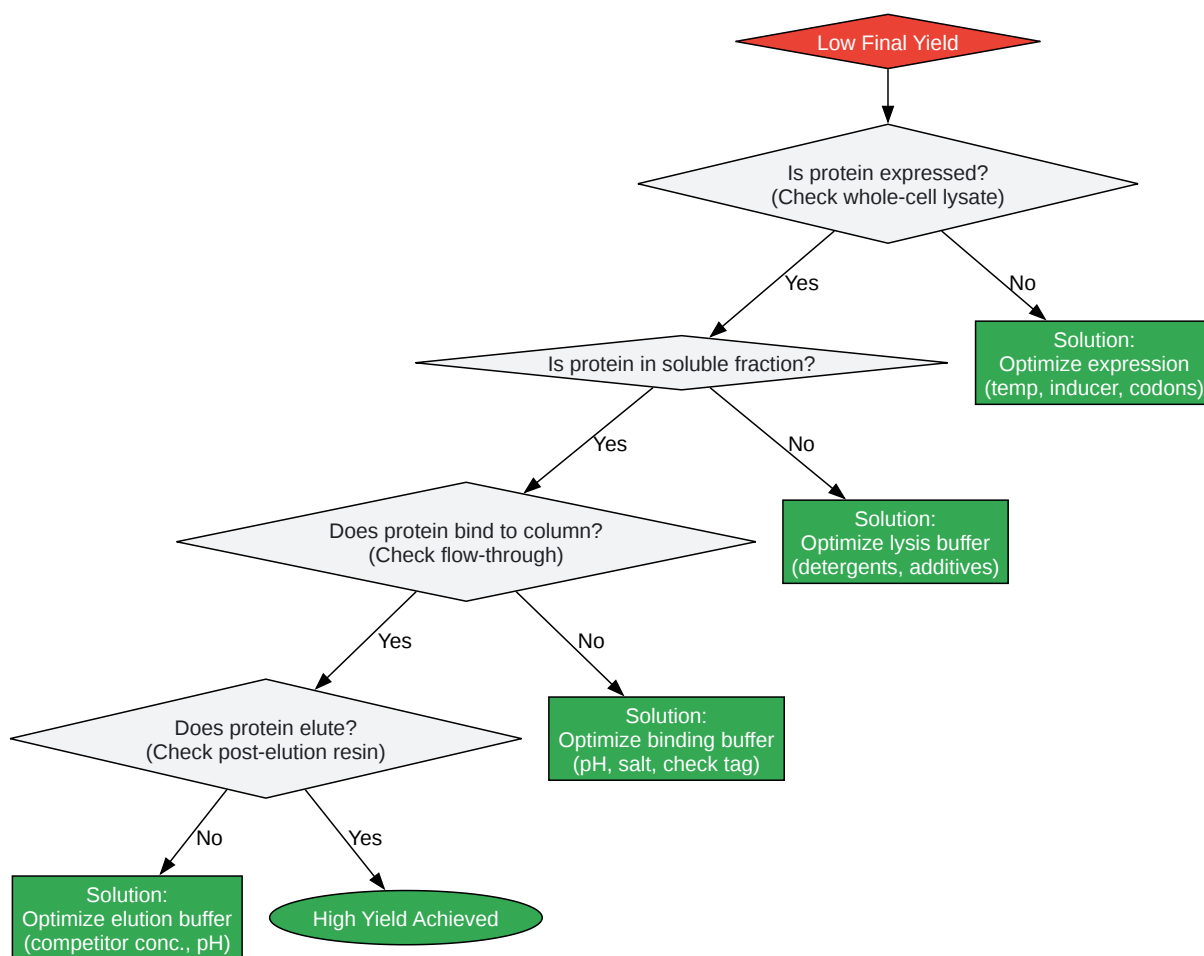 Low Final Yield
Is protein expressed?
(Check whole-cell lysate)
Yes
No
Solution:
Optimize expression
(temp, inducer, codons)
Is protein in soluble fraction?
Yes
No
Solution:
Optimize lysis buffer
(detergents, additives)
Does protein bind to column?
(Check flow-through)
Yes
No
Solution:
Optimize binding buffer
(pH, salt, check tag)
Does protein elute?
(Check post-elution resin)
No
Yes
Solution:
Optimize elution buffer
(competitor conc., pH)
High Yield Achieved